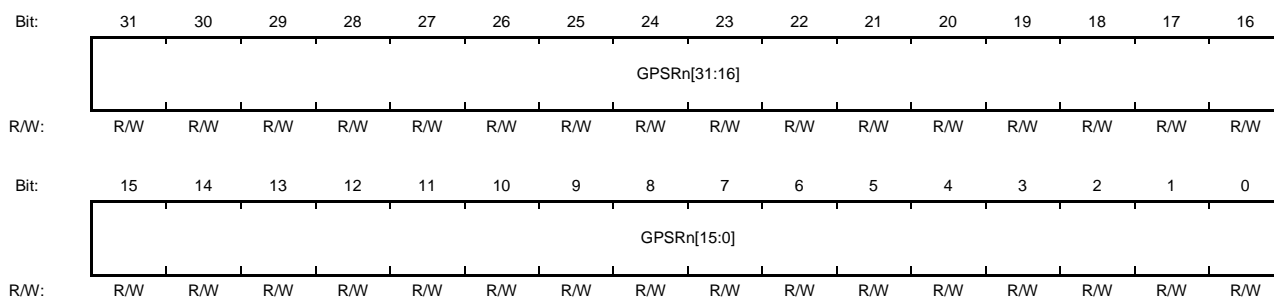 Bit: 31 30 29 28 27 26 25 24 23 22 21 20 19 18 17 16
GPSRn[31:16]
R/W: R/W R/W R/W R/W R/W R/W R/W R/W R/W R/W R/W R/W R/W R/W R/W R/W
Bit: 15 14 13 12 11 10 9 8 7 6 5 4 3 2 1 0
GPSRn[15:0]
R/W: R/W R/W R/W R/W R/W R/W R/W R/W R/W R/W R/W R/W R/W R/W R/W R/W